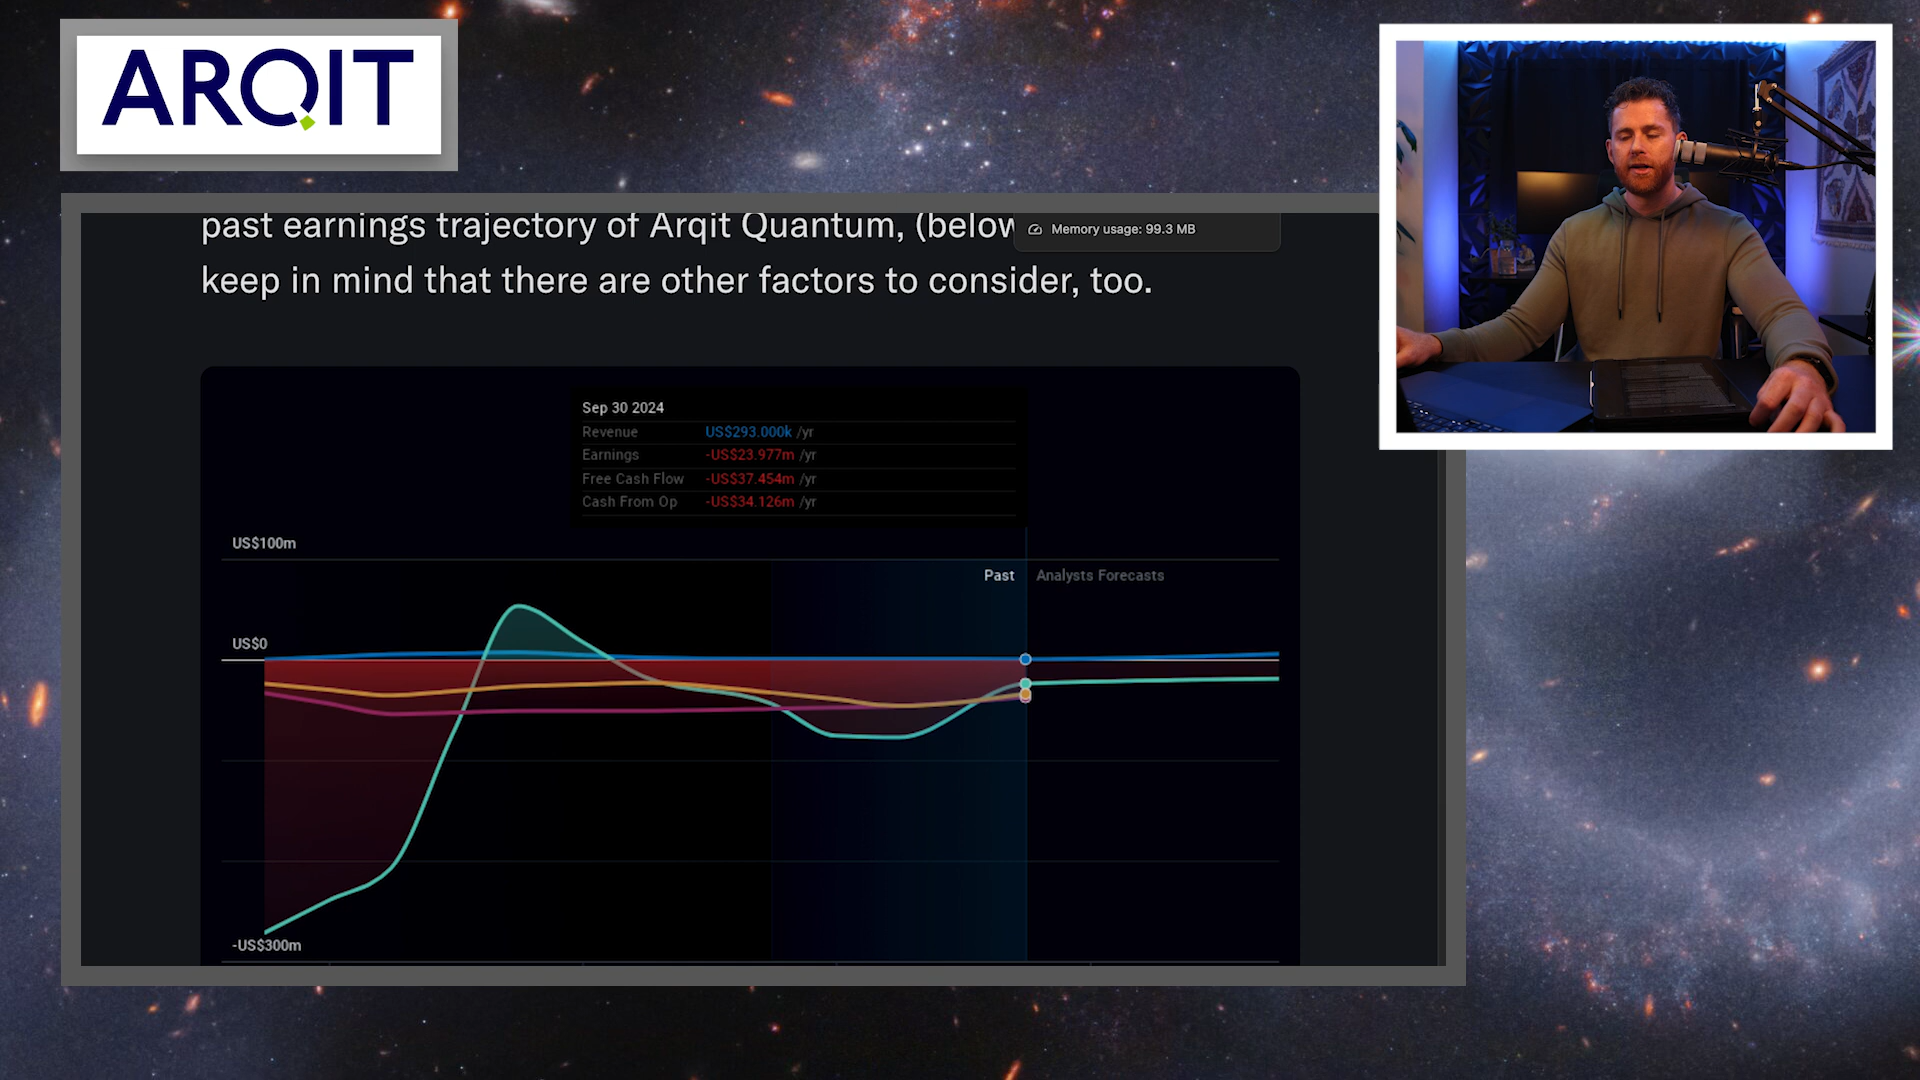 ARQIT
past earnings trajectory of Arqit Quantum, (below
Memory usage: 99.3 MB
keep in mind that there are other factors to consider, too.
Sep 30 2024
Revenue US$293.000k /yr
Earnings -US$23.977m /yr
Free Cash Flow -US$37.454m /yr
Cash From Op -US$34.126m /yr
US$100m
Past Analysts Forecasts
US$0
-US$300m